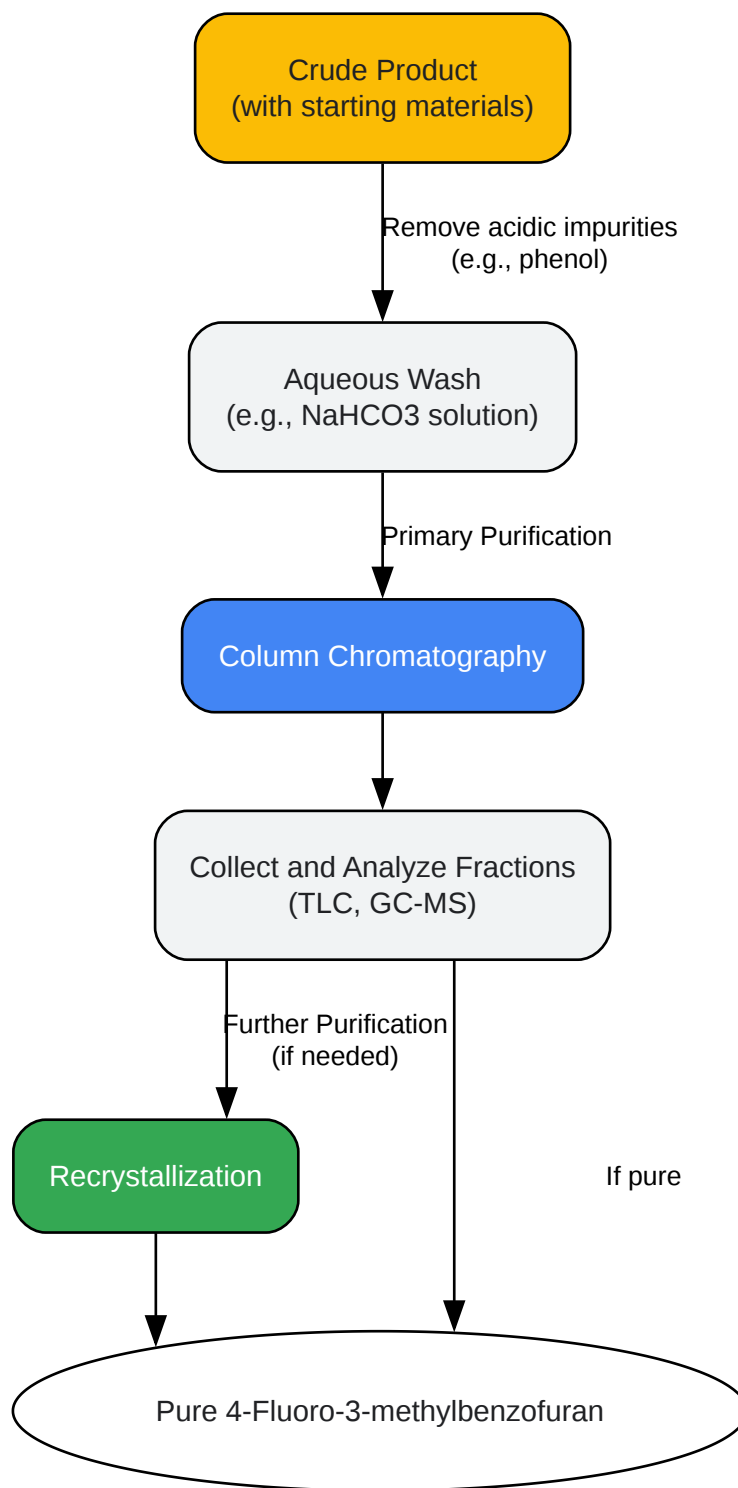 Crude Product
(with starting materials)
Remove acidic impurities
(e.g., phenol)
Aqueous Wash
(e.g., NaHCO3 solution)
Primary Purification
Column Chromatography
Collect and Analyze Fractions
(TLC, GC-MS)
Further Purification
(if needed)
Recrystallization
If pure
Pure 4-Fluoro-3-methylbenzofuran